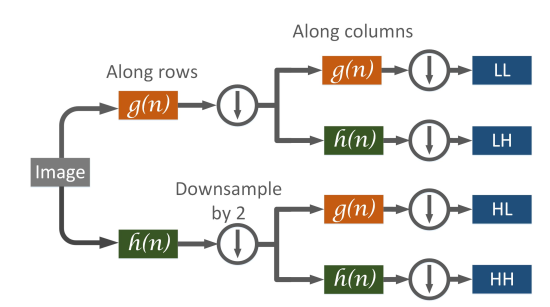 Along columns
Along rows
g(n)
LL
g(n)
h(n)
LH
Image
Downsample
by 2
g(n)
HL
h(n)
h(n)
HH